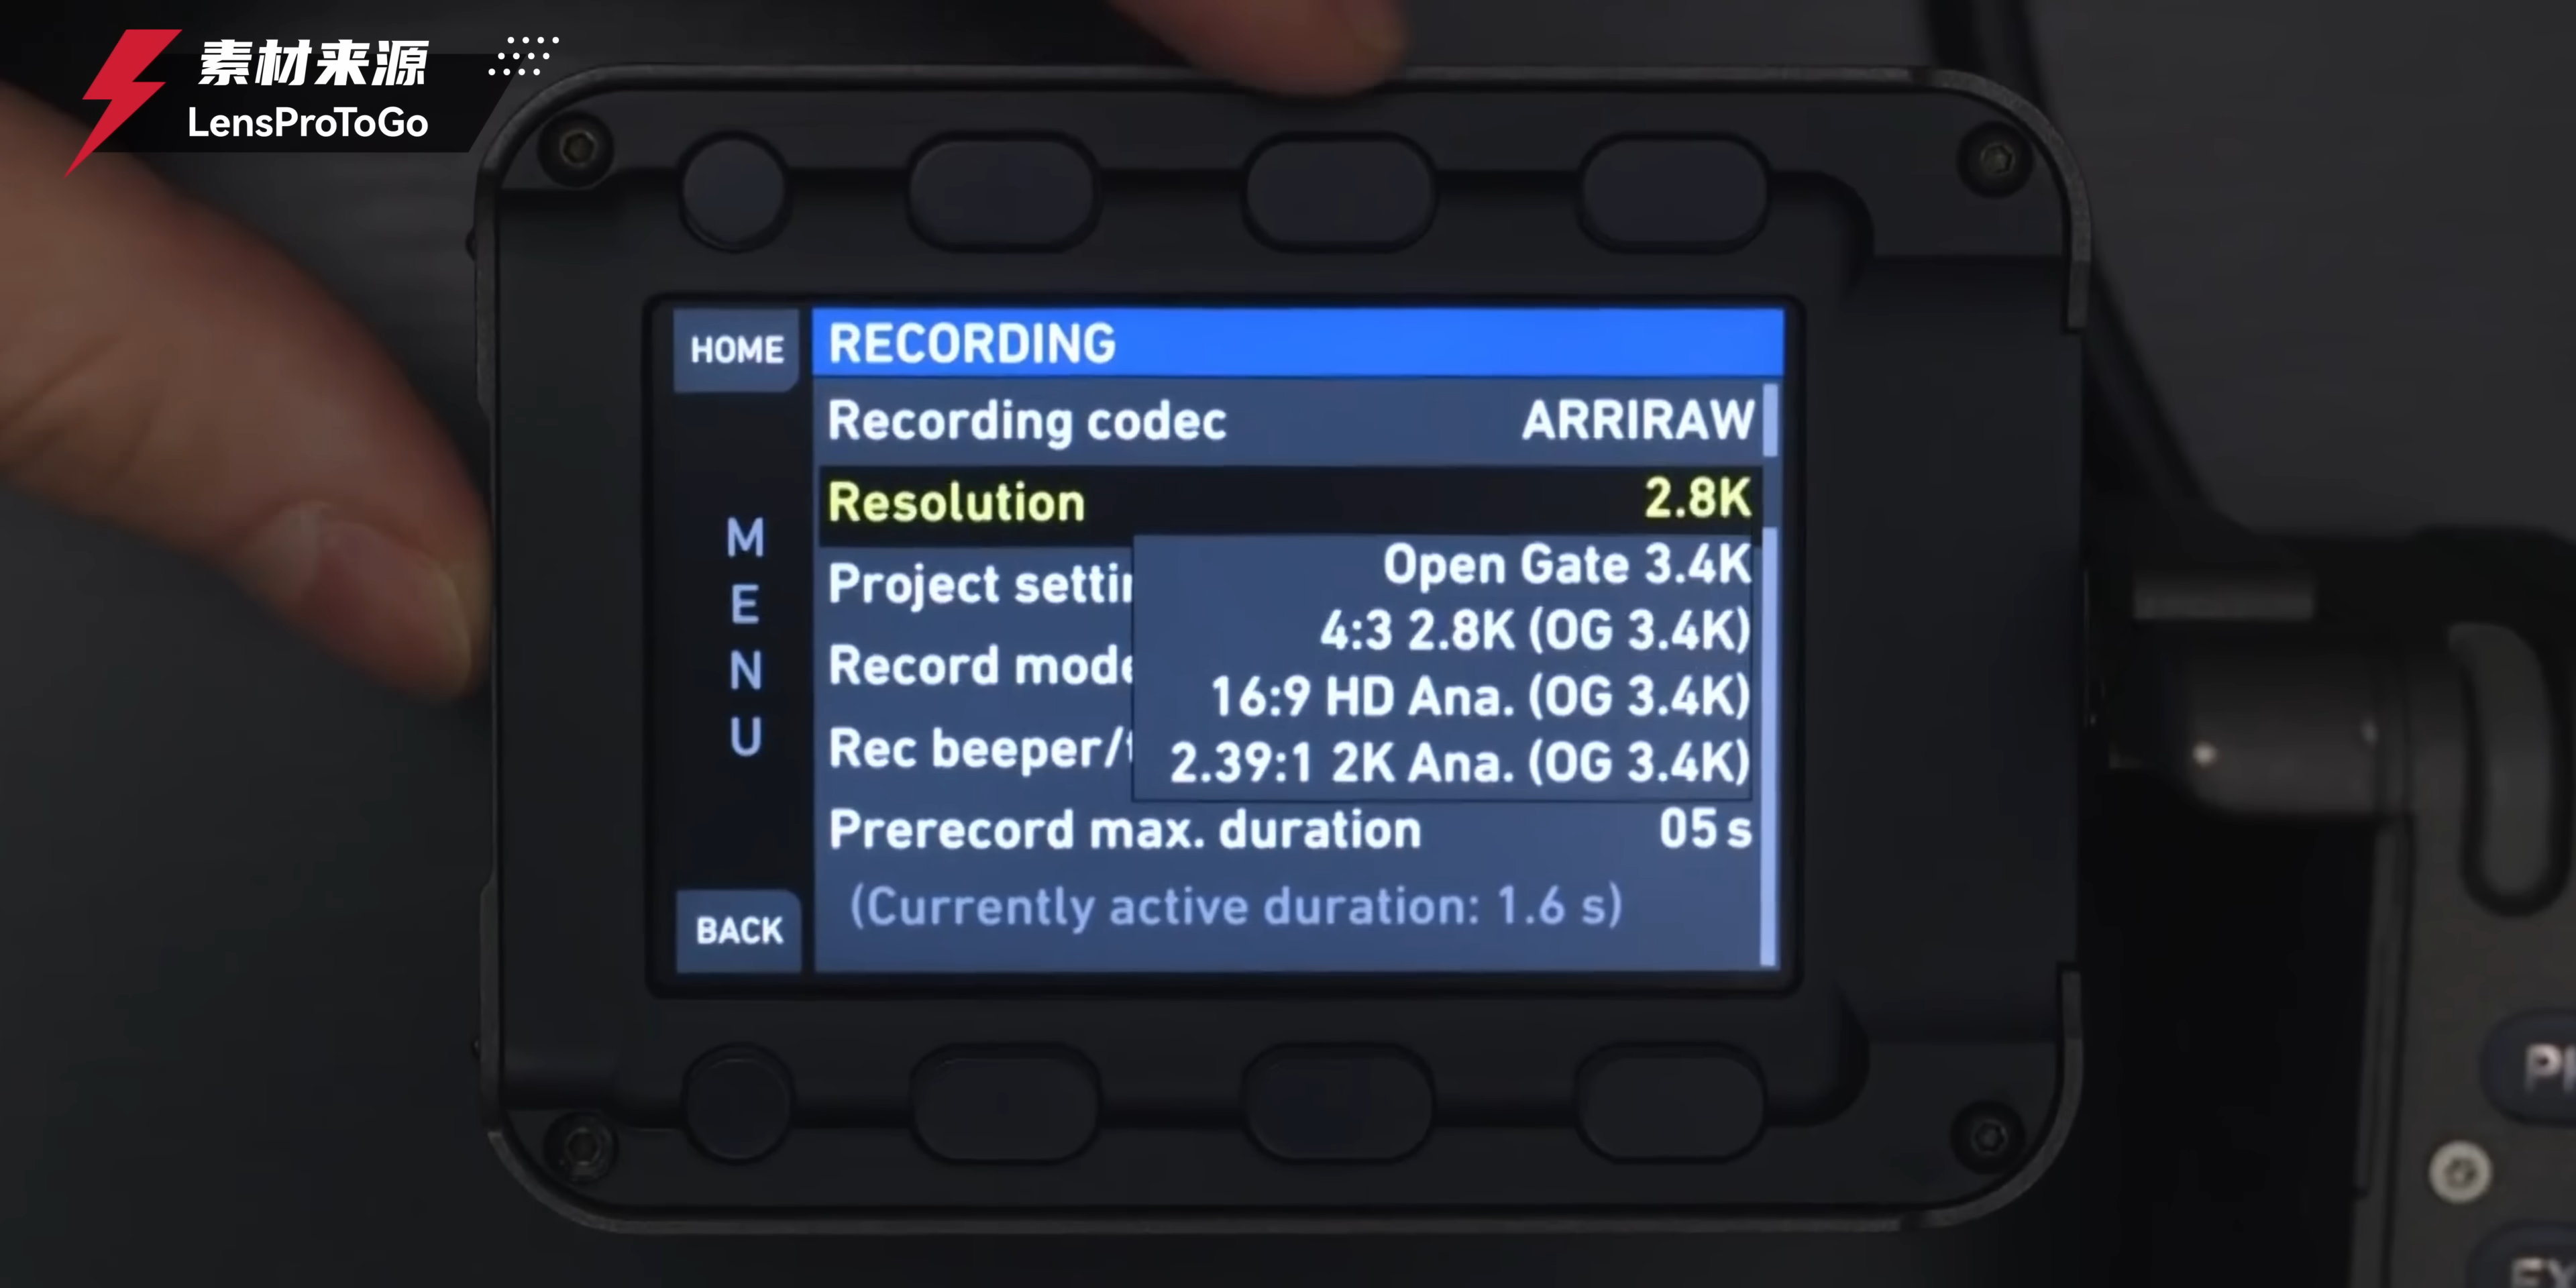 素材来源
LensProToGo
HOME
RECORDING
Recording codec ARRIRAW
Resolution 2.8K
Open Gate 3.4K
Project settin
4:3 2.8K (OG 3.4K)
Record mode
16:9 HD Ana. (OG 3.4K)
Rec beeper/
2.39:1 2K Ana. (OG 3.4K)
Prerecord max. duration 05 s
(Currently active duration: 1.6 s)
MENU
BACK